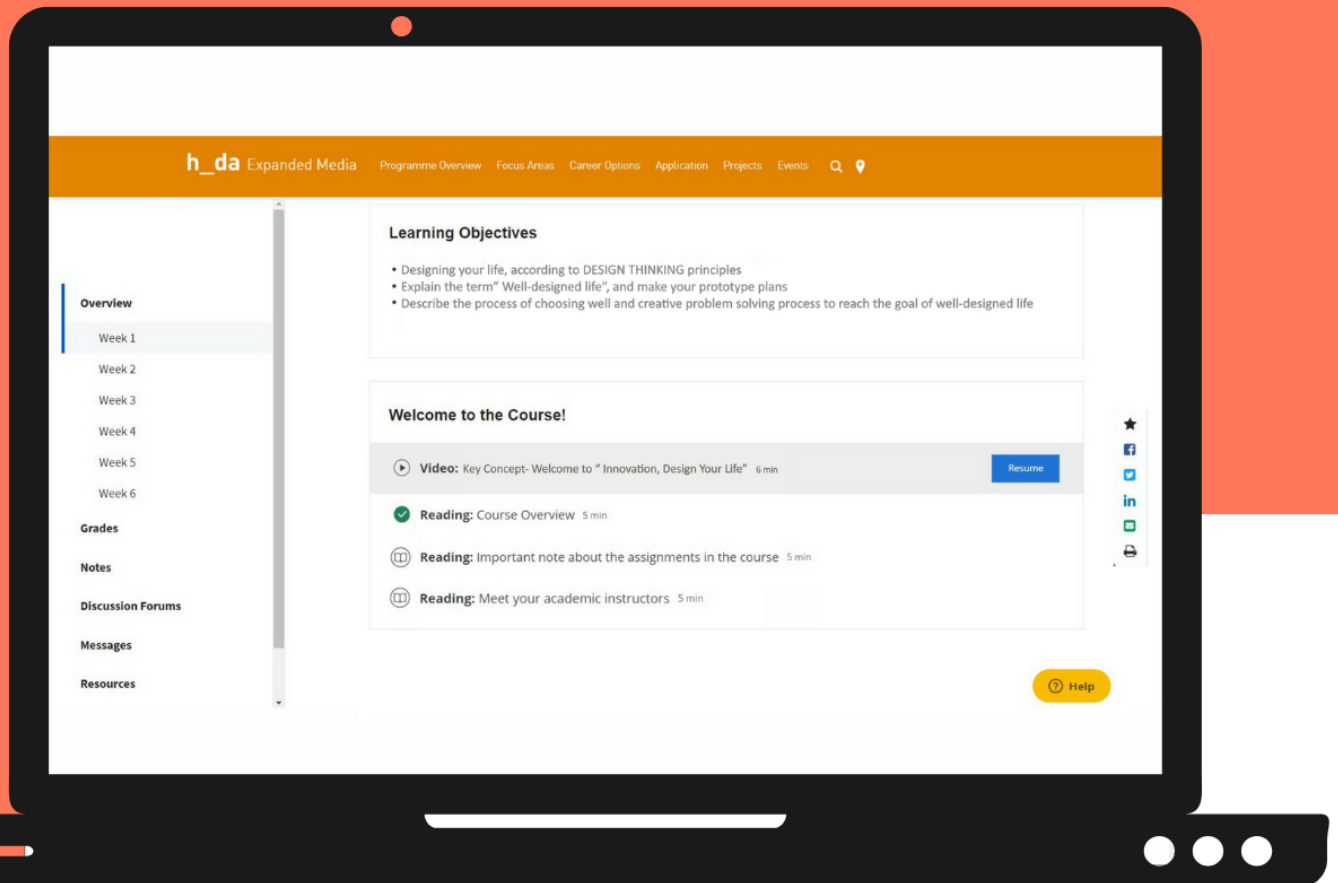 h_da Expanded Media Programme Overview Focus Areas Career Options Application Projects Events
Overview
Week 1
Week 2
Week 3
Week 4
Week 5
Week 6
Grades
Notes
Discussion Forums
Messages
Resources
Learning Objectives
• Designing your life, according to DESIGN THINKING principles
• Explain the term” Well-designed life”, and make your prototype plans
• Describe the process of choosing well and creative problem solving process to reach the goal of well-designed life
Welcome to the Course!
Video: Key Concept- Welcome to “ Innovation, Design Your Life” 6 min Resume
Reading: Course Overview 5 min
Reading: Important note about the assignments in the course 5 min
Reading: Meet your academic instructors 5 min
in
? Help